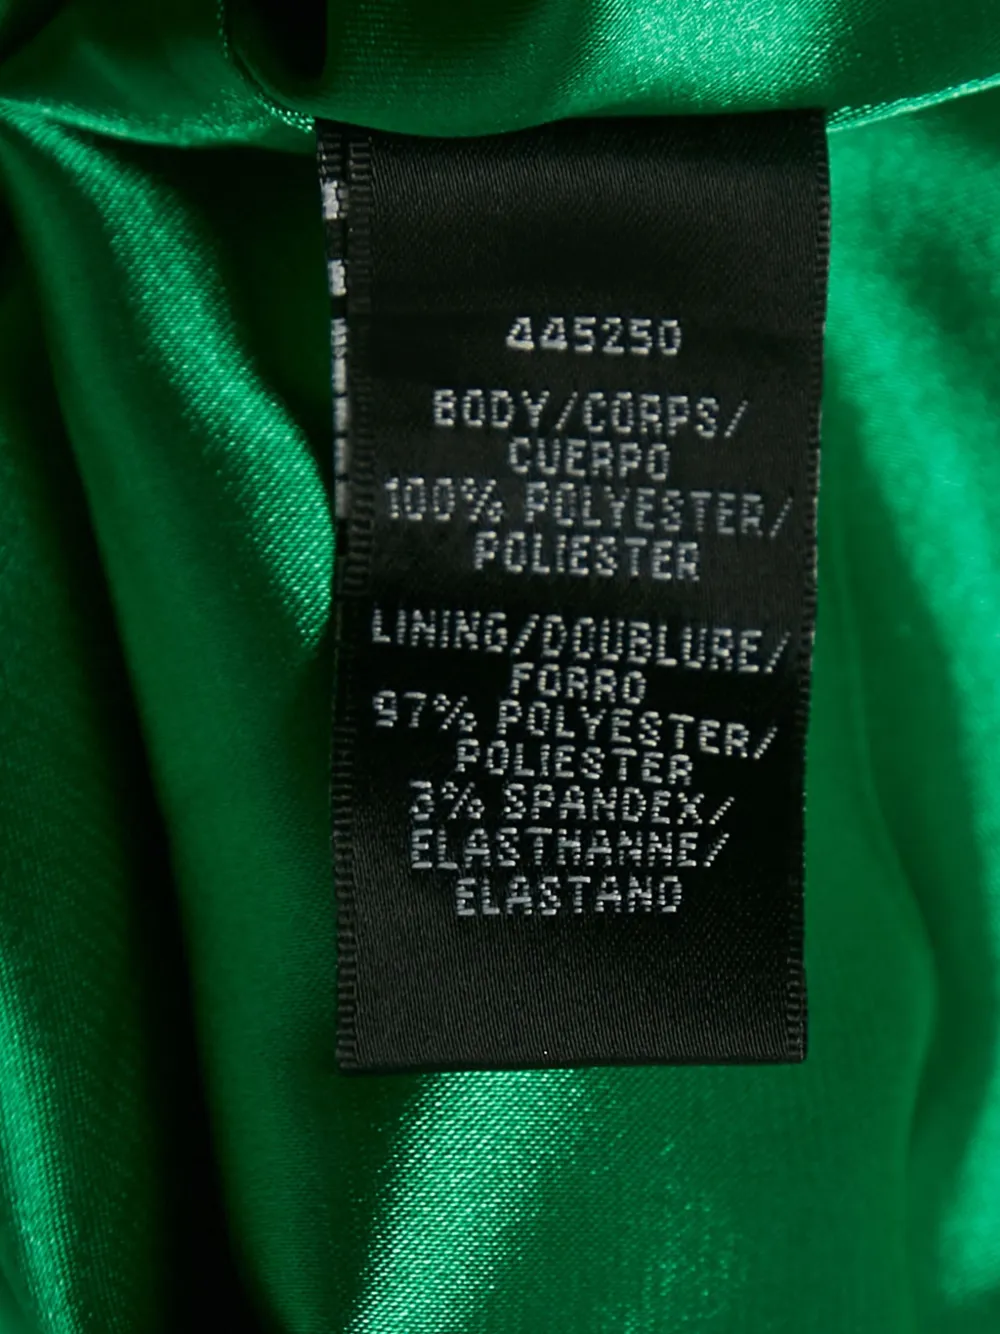 445250
BODY/CORPS/
CUERPO
100% POLYESTER/
POLIESTER
LINING/DOUBLURE/
FORRO
97% POLYESTER/
POLIESTER
3% SPANDEX/
ELASTHANNE/
ELASTANO